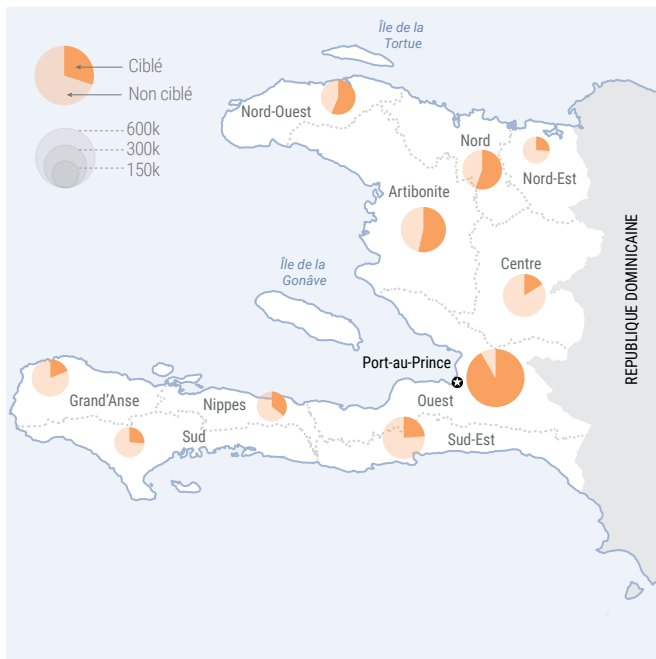 Île de la
Tortue
Ciblé
Non ciblé
Nord-Ouest
600k
300k
150k
Nord
Nord-Est
Artibonite
Centre
Île de la
Gonâve
REPUBLIQUE DOMINICAINE
Port-au-Prince
Grand'Anse
Nippes
Ouest
Sud
Sud-Est